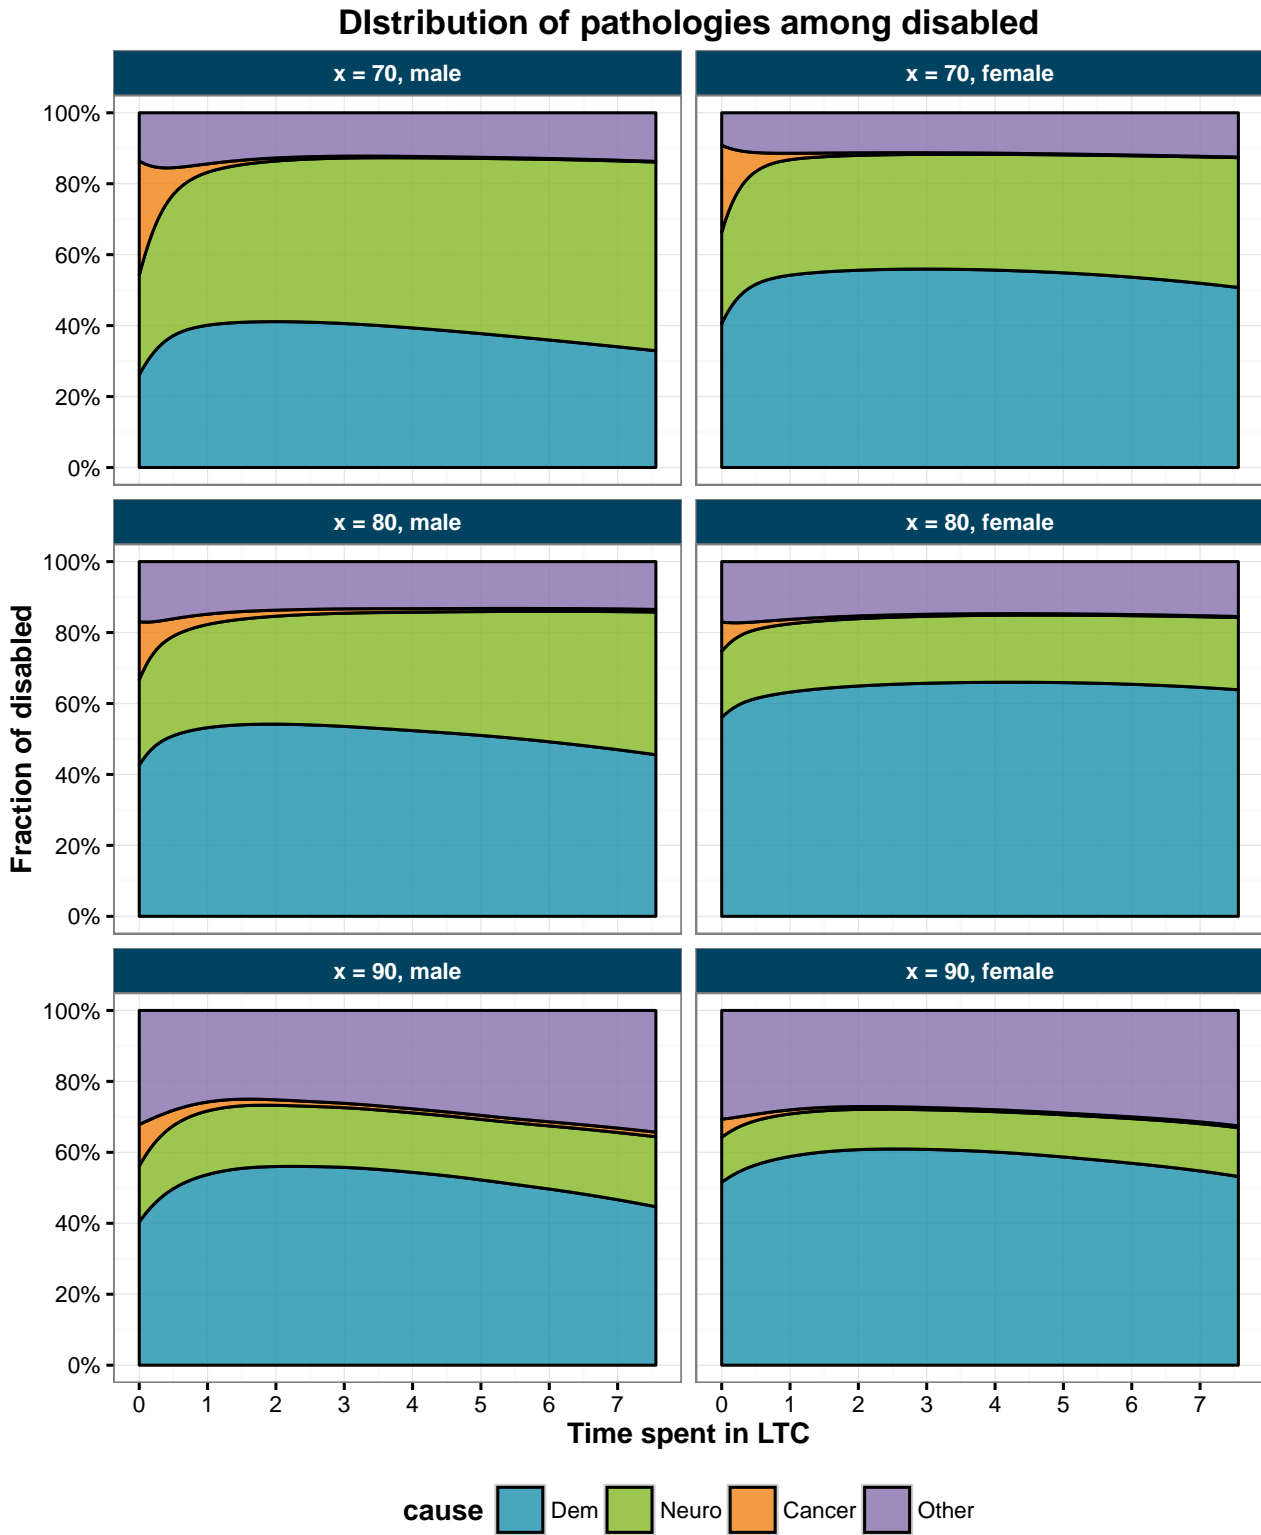 DIstribution of pathologies among disabled
x = 70, male
x = 70, female
100%
80%
60%
40%
20%
0%
x = 80, male
x = 80, female
100%
80%
60%
40%
20%
0%
Fraction of disabled
x = 90, male
x = 90, female
100%
80%
60%
40%
20%
0%
0 1 2 3 4 5 6 7
0 1 2 3 4 5 6 7
Time spent in LTC
cause Dem Neuro Cancer Other